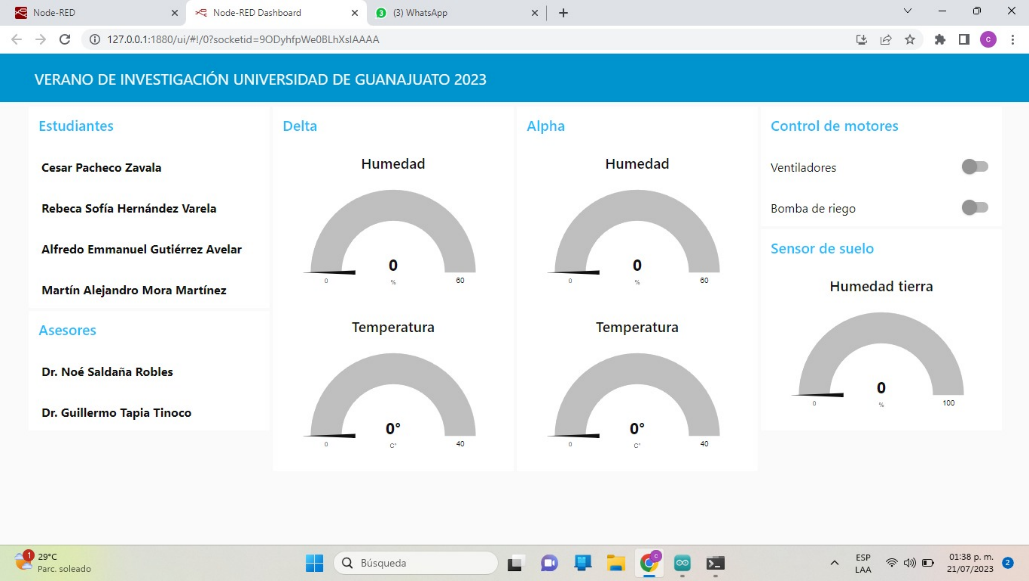 Node-RED
Node-RED Dashboard
(3) WhatsApp
127.0.0.1:1880/ui/#!/0?socketid=9ODyhfpWe0BLhXslAAAA
VERANO DE INVESTIGACIÓN UNIVERSIDAD DE GUANAJUATO 2023
Estudiantes
Cesar Pacheco Zavala
Rebeca Sofía Hernández Varela
Alfredo Emmanuel Gutiérrez Avelar
Martín Alejandro Mora Martínez
Asesores
Dr. Noé Saldaña Robles
Dr. Guillermo Tapia Tinoco
Delta
Humedad
0
0 % 60
Temperatura
0°
0 C° 40
Alpha
Humedad
0
0 % 60
Temperatura
0°
0 C° 40
Control de motores
Ventiladores
Bomba de riego
Sensor de suelo
Humedad tierra
0
0 % 100
1
29°C
Parc. soleado
Búsqueda
ESP
LAA
01:38 p. m.
21/07/2023
2